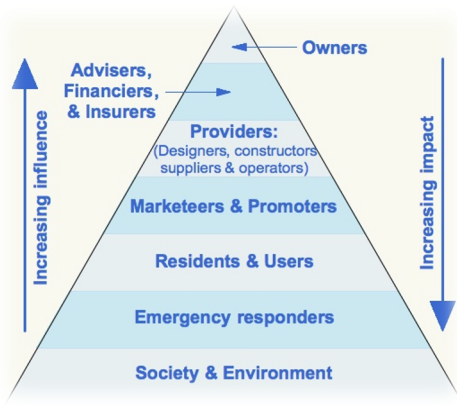 Owners
Advisers,
Financiers,
& Insurers
Providers:
(Designers, constructors
suppliers & operators)
Marketeers & Promoters
Residents & Users
Emergency responders
Society & Environment
Increasing influence
Increasing impact